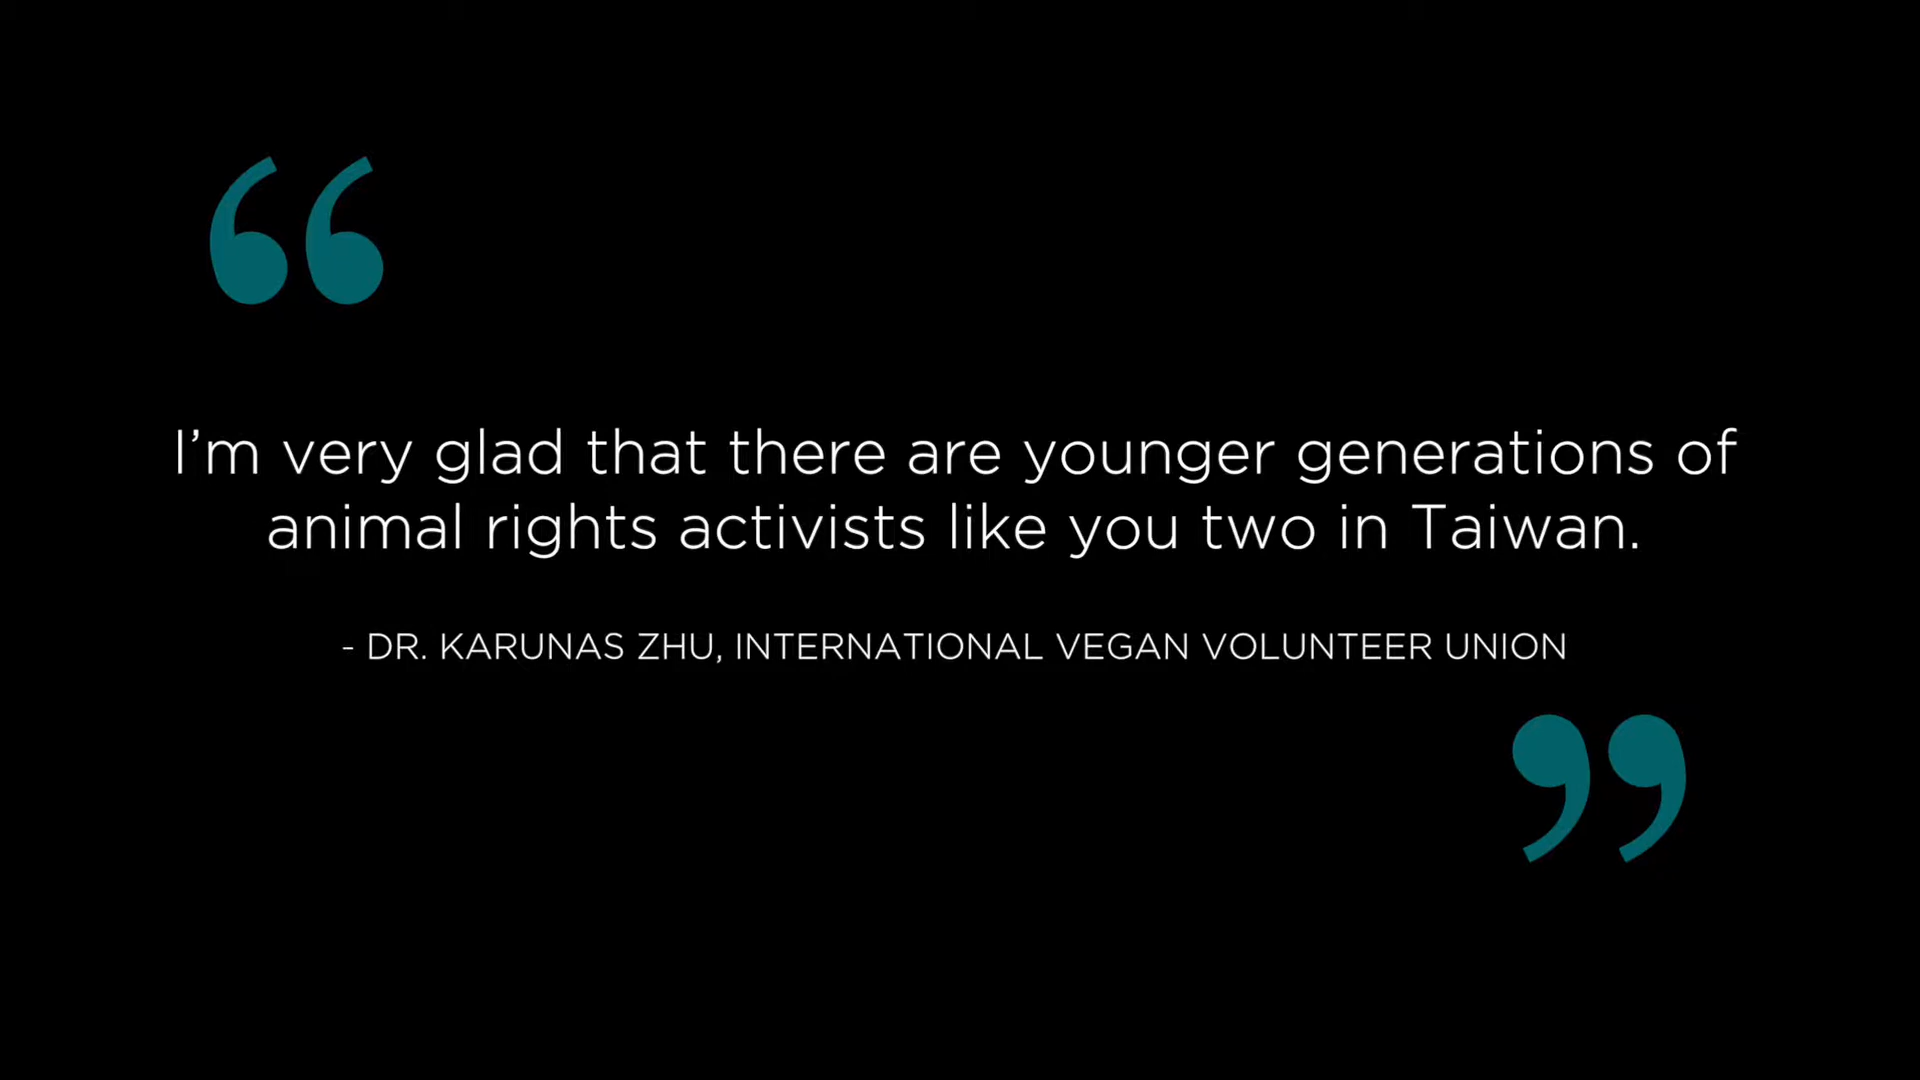 “
I’m very glad that there are younger generations of
animal rights activists like you two in Taiwan.
- DR. KARUNAS ZHU, INTERNATIONAL VEGAN VOLUNTEER UNION
”